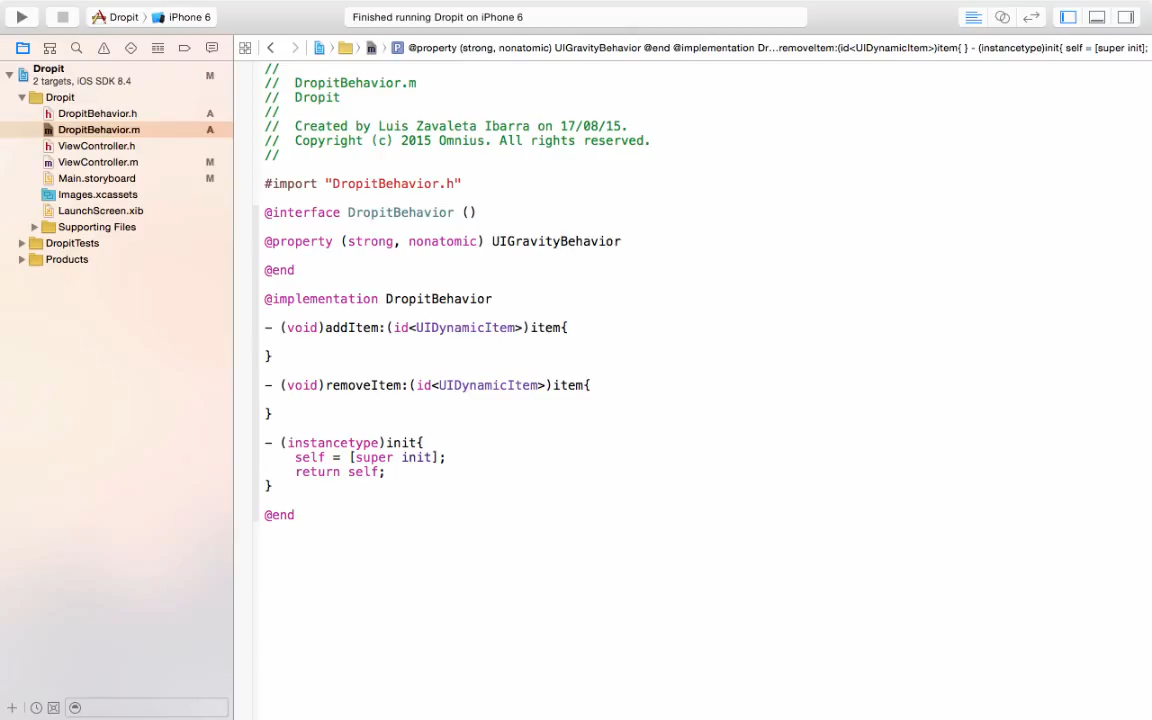 Dropit
iPhone 6
Finished running Dropit on iPhone 6
@property (strong, nonatomic) UIGravityBehavior @end @implementation Dr...removeItem:(id<UIDynamicItem>)item{ } - (instancetype)init{ self = [super init];
Dropit
M
2 targets, iOS SDK 8.4
Dropit
DropitBehavior.h
A
DropitBehavior.m
A
ViewController.h
ViewController.m
M
Main.storyboard
M
Images.xcassets
LaunchScreen.xib
Supporting Files
DropitTests
Products
//
// DropitBehavior.m
// Dropit
//
// Created by Luis Zavaleta Ibarra on 17/08/15.
// Copyright (c) 2015 Omnius. All rights reserved.
//
#import "DropitBehavior.h"
@interface DropitBehavior ()
@property (strong, nonatomic) UIGravityBehavior
@end
@implementation DropitBehavior
- (void)addItem:(id<UIDynamicItem>)item{
}
- (void)removeItem:(id<UIDynamicItem>)item{
}
- (instancetype)init{
self = [super init];
return self;
}
@end